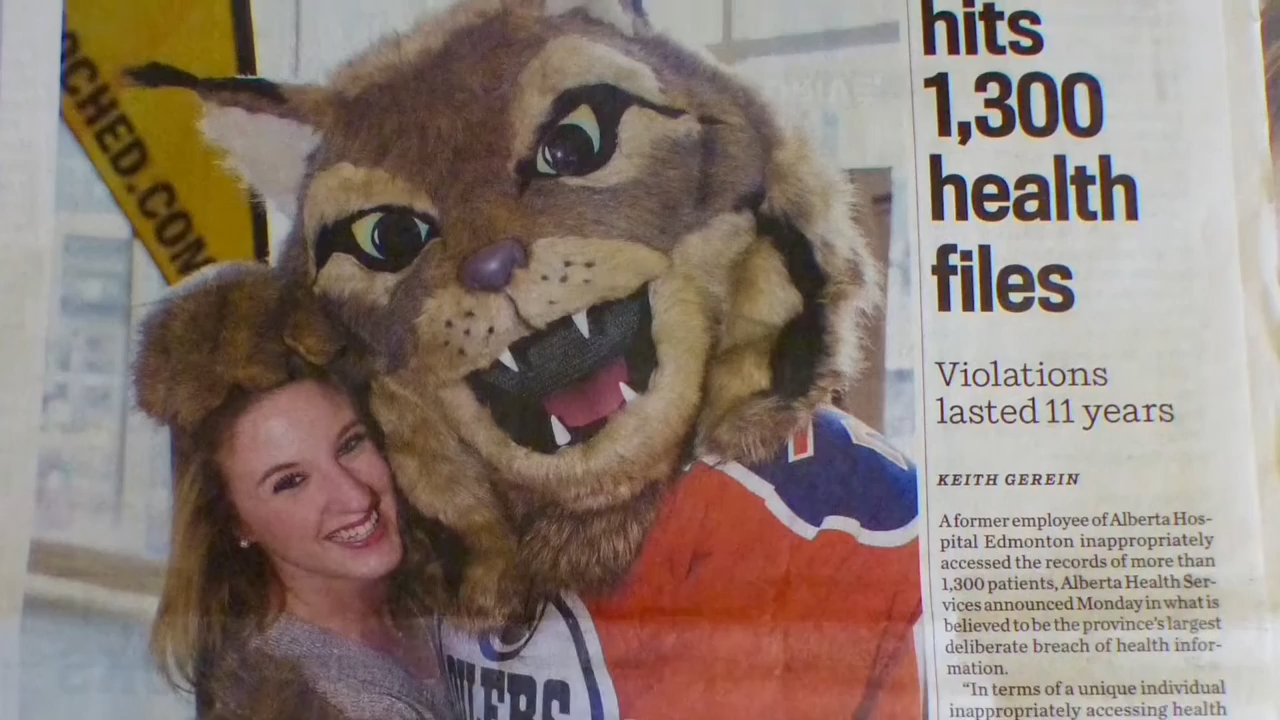 CHED.COM
OILERS
hits
1,300
health
files
Violations
lasted 11 years
KEITH GEREIN
A former employee of Alberta Hos-
pital Edmonton inappropriately
accessed the records of more than
1,300 patients, Alberta Health Ser-
vices announced Monday in what is
believed to be the province's largest
deliberate breach of health infor-
mation.
"In terms of a unique individual
inappropriately accessing health